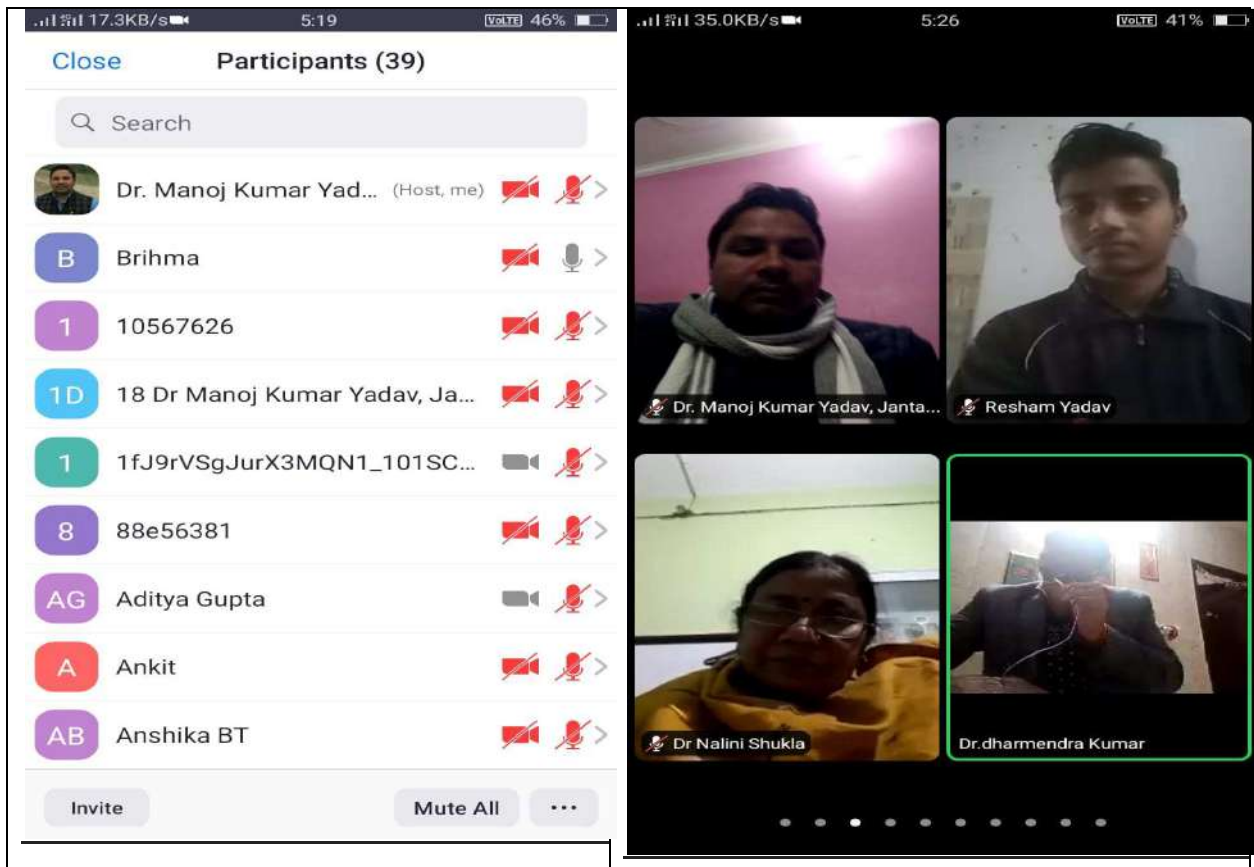 17.3KB/s 5:19 VoLTE 46%
Close Participants (39)
Search
Dr. Manoj Kumar Yad... (Host, me)
B Brihma
1 10567626
1D 18 Dr Manoj Kumar Yadav, Ja...
1 1fJ9rVSgJurX3MQN1_101SC...
8 88e56381
AG Aditya Gupta
A Ankit
AB Anshika BT
Invite Mute All ...
35.0KB/s 5:26 VoLTE 41%
Dr. Manoj Kumar Yadav, Janta...
Resham Yadav
Dr Nalini Shukla
Dr.dharmendra Kumar